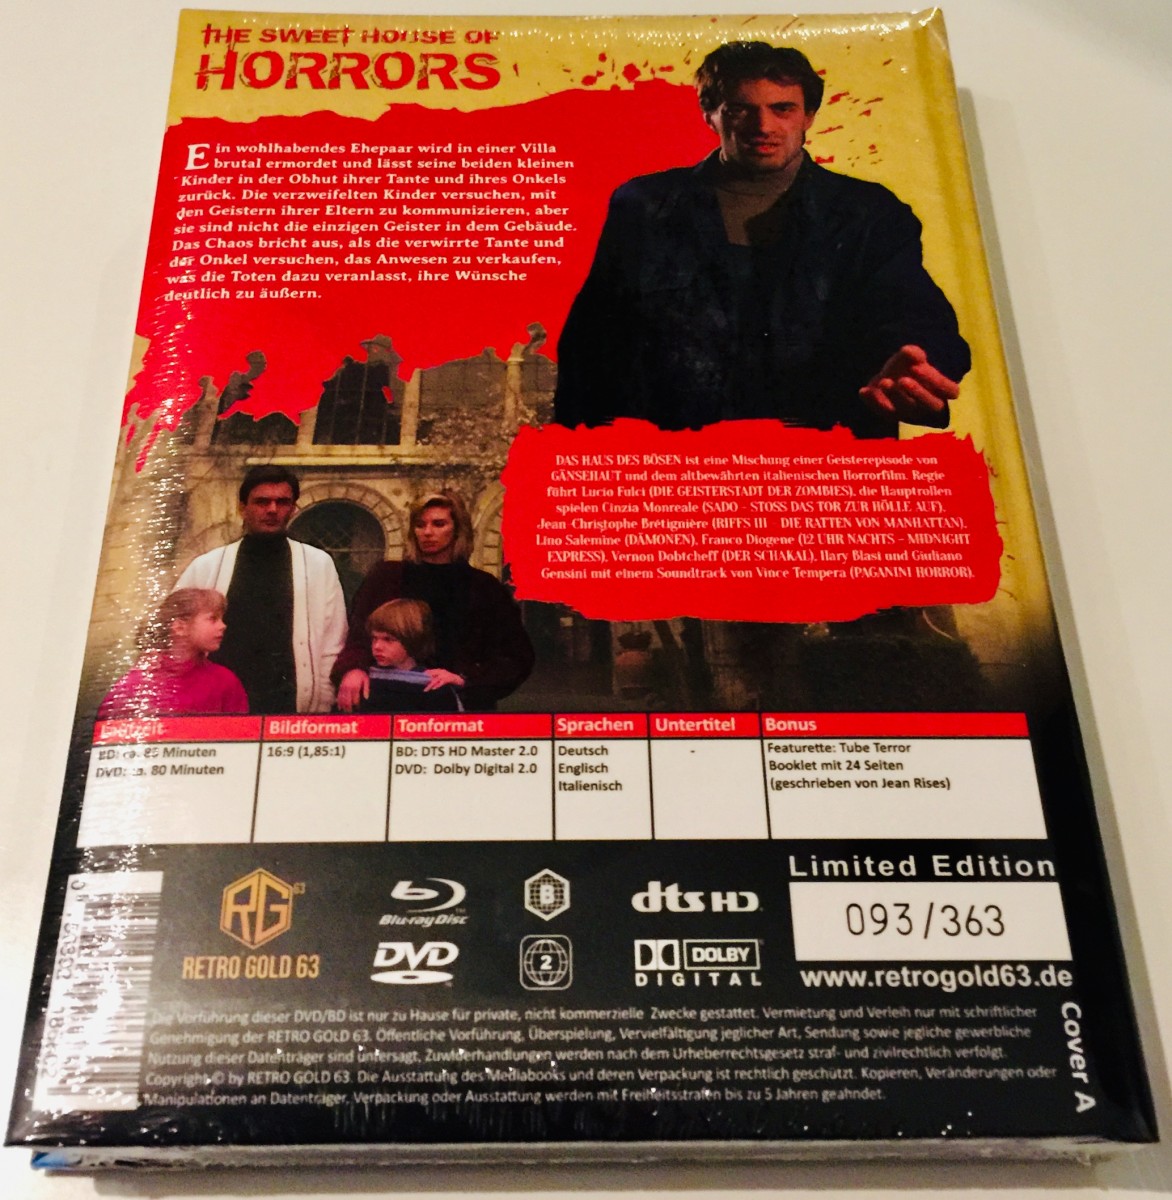 THE SWEET HOUSE OF
HORRORS
Ein wohlhabendes Ehepaar wird in einer Villa
brutal ermordet und lässt seine beiden kleinen
Kinder in der Obhut ihrer Tante und ihres Onkels
zurück. Die verzweifelten Kinder versuchen, mit
den Geistern ihrer Eltern zu kommunizieren, aber
sie sind nicht die einzigen Geister in dem Gebäude.
Das Chaos bricht aus, als die verwirrte Tante und
der Onkel versuchen, das Anwesen zu verkaufen,
was die Toten dazu veranlasst, ihre Wünsche
deutlich zu äußern.
DAS HAUS DES BÖSEN ist eine Mischung einer Geisterepisode von
GÄNSEHAUT und dem altbewährten italienischen Horrorfilm. Regie
führt Lucio Fulci (DIE GEISTERSTADT DER ZOMBIES), die Hauptrollen
spielen Cinzia Monreale (SADO - STOSS DAS TOR ZUR HÖLLE AUF),
Jean-Christophe Brétignière (RIFFS III - DIE RATTEN VON MANHATTAN),
Lino Salemine (DÄMONEN), Franco Diogene (12 UHR NACHTS – MIDNIGHT
EXPRESS), Vernon Dobtcheff (DER SCHAKAL), Ilary Blasi und Giuliano
Gensini mit einem Soundtrack von Vince Tempera (PAGANINI HORROR).
Laufzeit Bildformat Tonformat Sprachen Untertitel Bonus
BD: ca. 85 Minuten 16:9 (1,85:1) BD: DTS HD Master 2.0 Deutsch - Featurette: Tube Terror
DVD: ca. 80 Minuten DVD: Dolby Digital 2.0 Englisch Booklet mit 24 Seiten
Italienisch (geschrieben von Jean Rises)
Limited Edition
RG 63 Blu-ray Disc B dts HD 093/363
RETRO GOLD 63 DVD 2 DOLBY DIGITAL www.retrogold63.de
Die Vorführung dieser DVD/BD ist nur zu Hause für private, nicht kommerzielle Zwecke gestattet. Vermietung und Verleih nur mit schriftlicher
Genehmigung der RETRO GOLD 63. Öffentliche Vorführung, Überspielung, Vervielfältigung jeglicher Art, Sendung sowie jegliche gewerbliche
Nutzung dieser Datenträger sind untersagt. Zuwiderhandlungen werden nach dem Urheberrechtsgesetz straf- und zivilrechtlich verfolgt.
Copyright © by RETRO GOLD 63. Die Ausstattung des Mediabooks und deren Verpackung ist rechtlich geschützt. Kopieren, Veränderungen oder
Manipulationen an Datenträger, Verpackung oder Ausstattung werden mit Freiheitsstrafen bis zu 5 Jahren geahndet.
Cover A